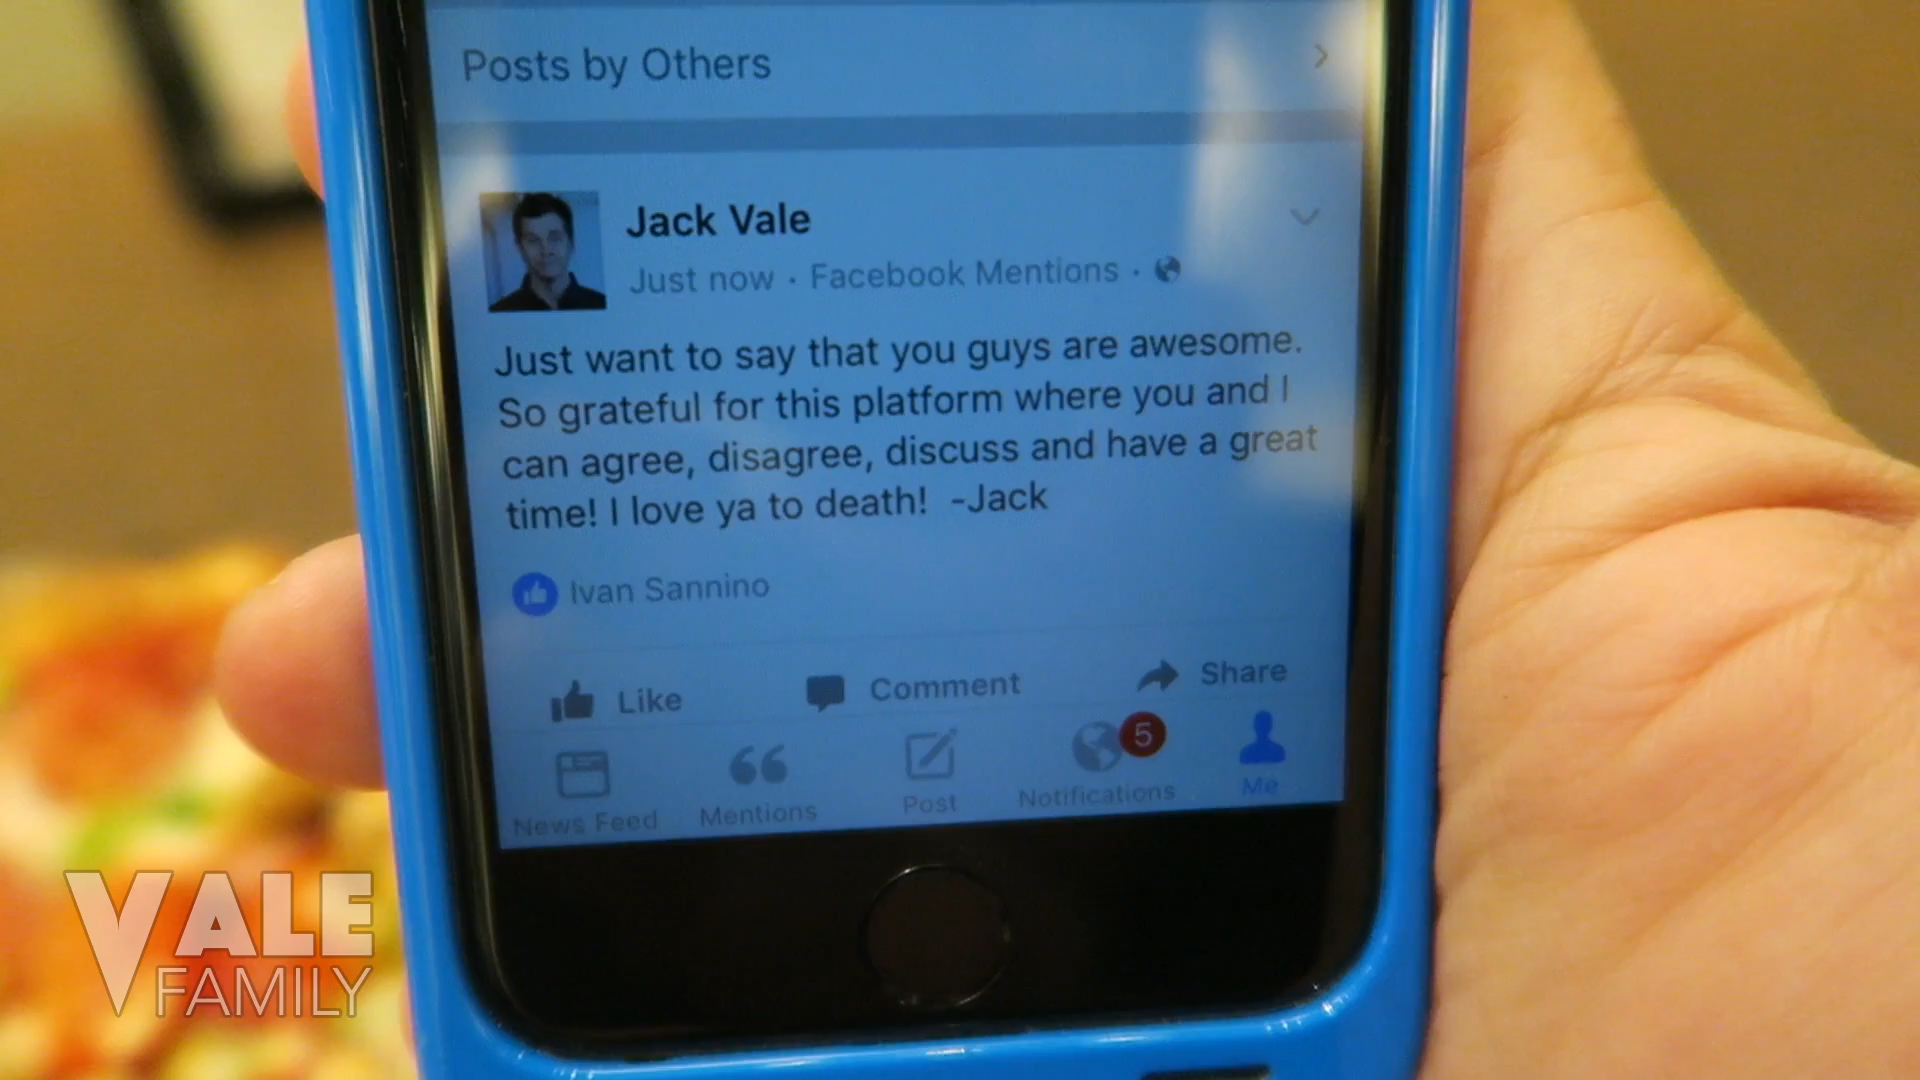 Posts by Others
Jack Vale
Just now · Facebook Mentions ·
Just want to say that you guys are awesome.
So grateful for this platform where you and I
can agree, disagree, discuss and have a great
time! I love ya to death!  -Jack
Ivan Sannino
Like Comment Share
5
News Feed Mentions Post Notifications Me
VALE
FAMILY